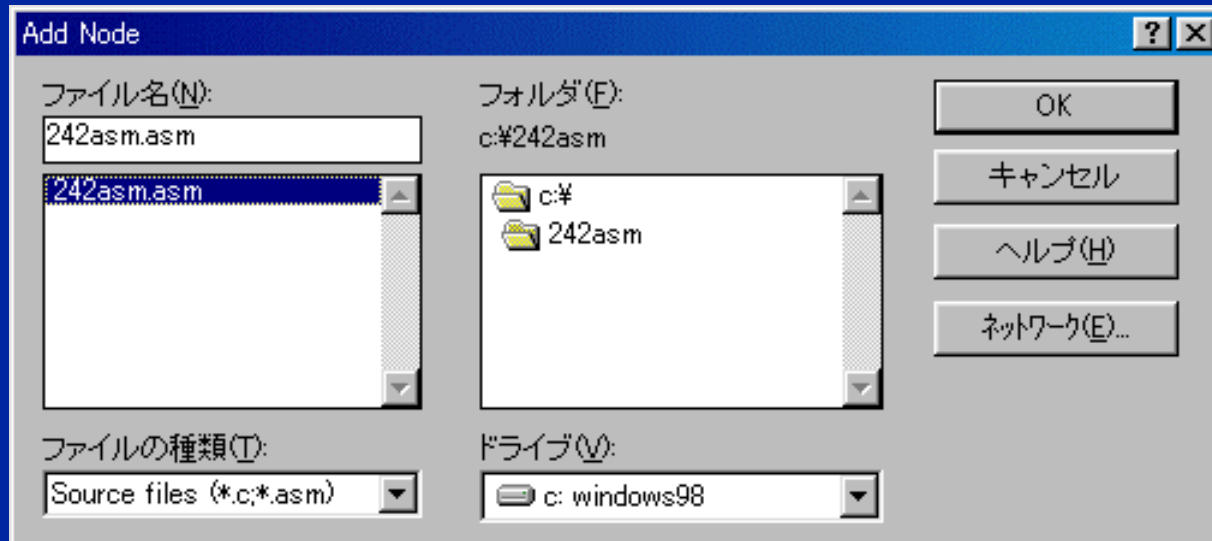 Add Node
ファイル名(N):
242asm.asm
242asm.asm
ファイルの種類(T):
Source files (*.c;*.asm)
フォルダ(F):
c:¥242asm
c:¥
242asm
ドライブ(V):
c: windows98
OK
キャンセル
ヘルプ(H)
ネットワーク(E)...